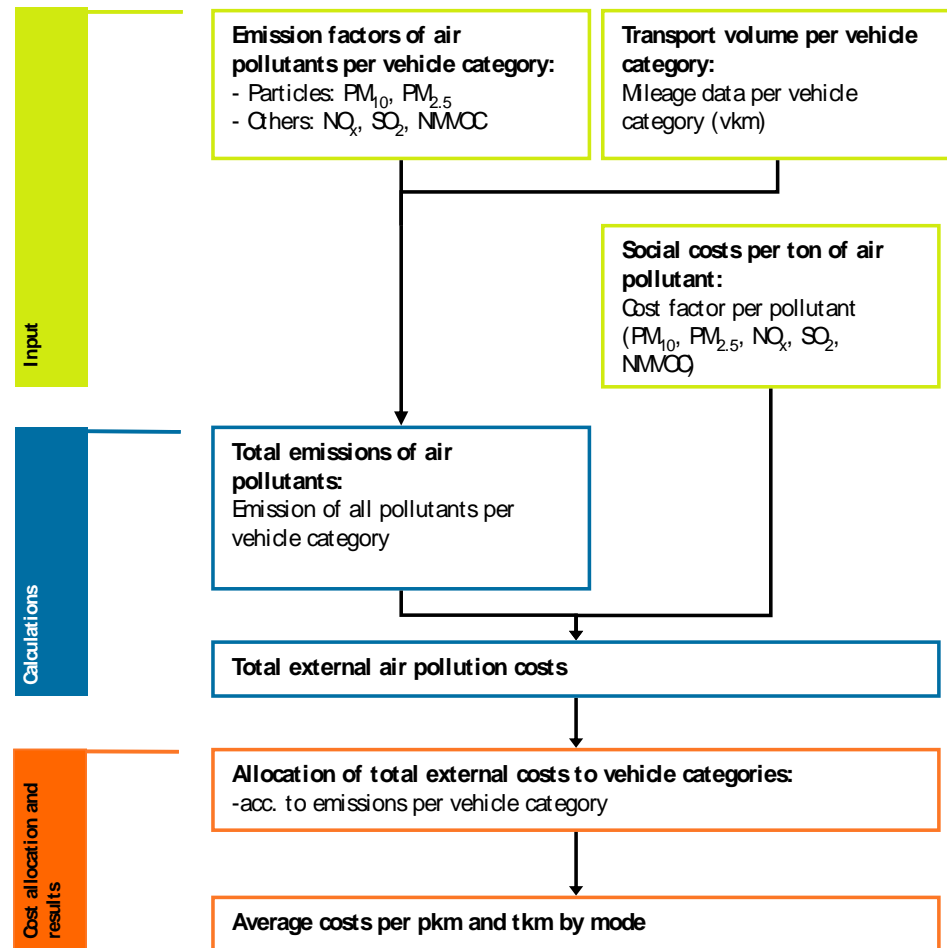 Input
Emission factors of air
pollutants per vehicle category:
- Particles: PM₁₀, PM₂.₅
- Others: NOₓ, SO₂, NMVOC
Transport volume per vehicle
category:
Mileage data per vehicle
category (vkm)
Social costs per ton of air
pollutant:
Cost factor per pollutant
(PM₁₀, PM₂.₅, NOₓ, SO₂,
NMVOC)
Calculations
Total emissions of air
pollutants:
Emission of all pollutants per
vehicle category
Total external air pollution costs
Cost allocation and
results
Allocation of total external costs to vehicle categories:
-acc. to emissions per vehicle category
Average costs per pkm and tkm by mode